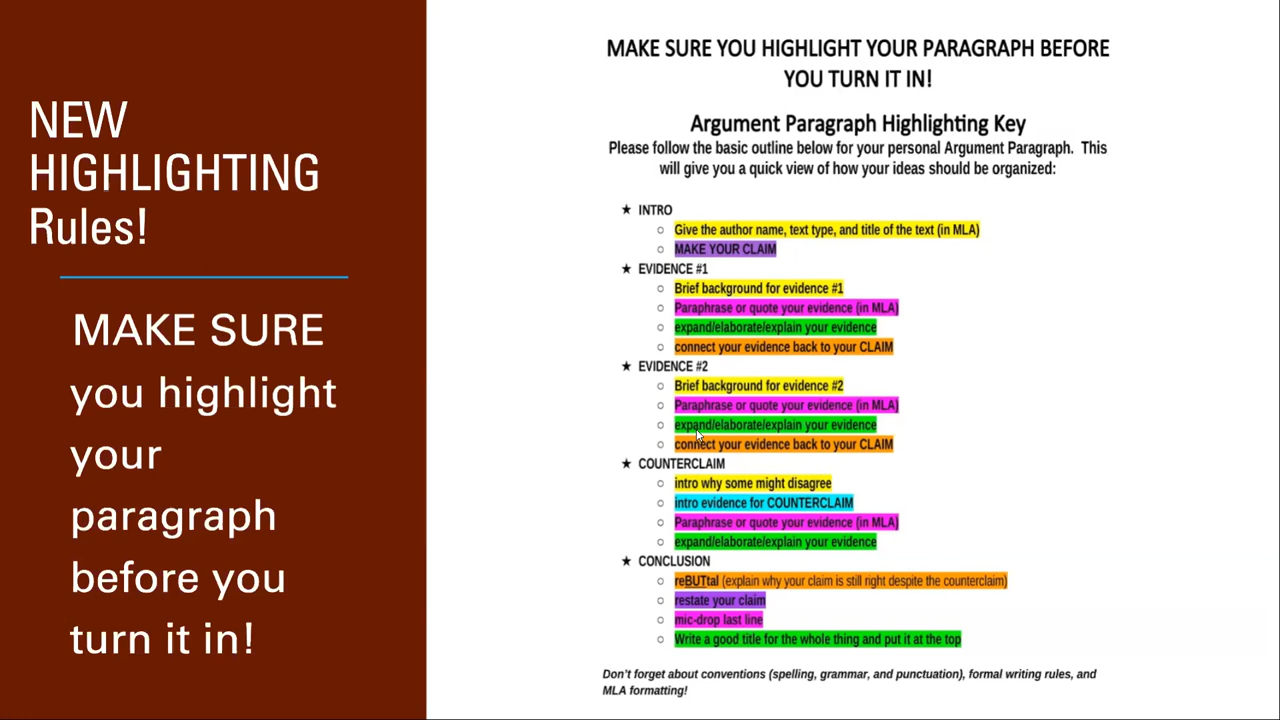 NEW
HIGHLIGHTING
Rules!
MAKE SURE
you highlight
your
paragraph
before you
turn it in!
MAKE SURE YOU HIGHLIGHT YOUR PARAGRAPH BEFORE
YOU TURN IT IN!
Argument Paragraph Highlighting Key
Please follow the basic outline below for your personal Argument Paragraph. This
will give you a quick view of how your ideas should be organized:
★ INTRO
○ Give the author name, text type, and title of the text (in MLA)
○ MAKE YOUR CLAIM
★ EVIDENCE #1
○ Brief background for evidence #1
○ Paraphrase or quote your evidence (in MLA)
○ expand/elaborate/explain your evidence
○ connect your evidence back to your CLAIM
★ EVIDENCE #2
○ Brief background for evidence #2
○ Paraphrase or quote your evidence (in MLA)
○ expand/elaborate/explain your evidence
○ connect your evidence back to your CLAIM
★ COUNTERCLAIM
○ intro why some might disagree
○ intro evidence for COUNTERCLAIM
○ Paraphrase or quote your evidence (in MLA)
○ expand/elaborate/explain your evidence
★ CONCLUSION
○ reBUTtal (explain why your claim is still right despite the counterclaim)
○ restate your claim
○ mic-drop last line
○ Write a good title for the whole thing and put it at the top
Don't forget about conventions (spelling, grammar, and punctuation), formal writing rules, and
MLA formatting!